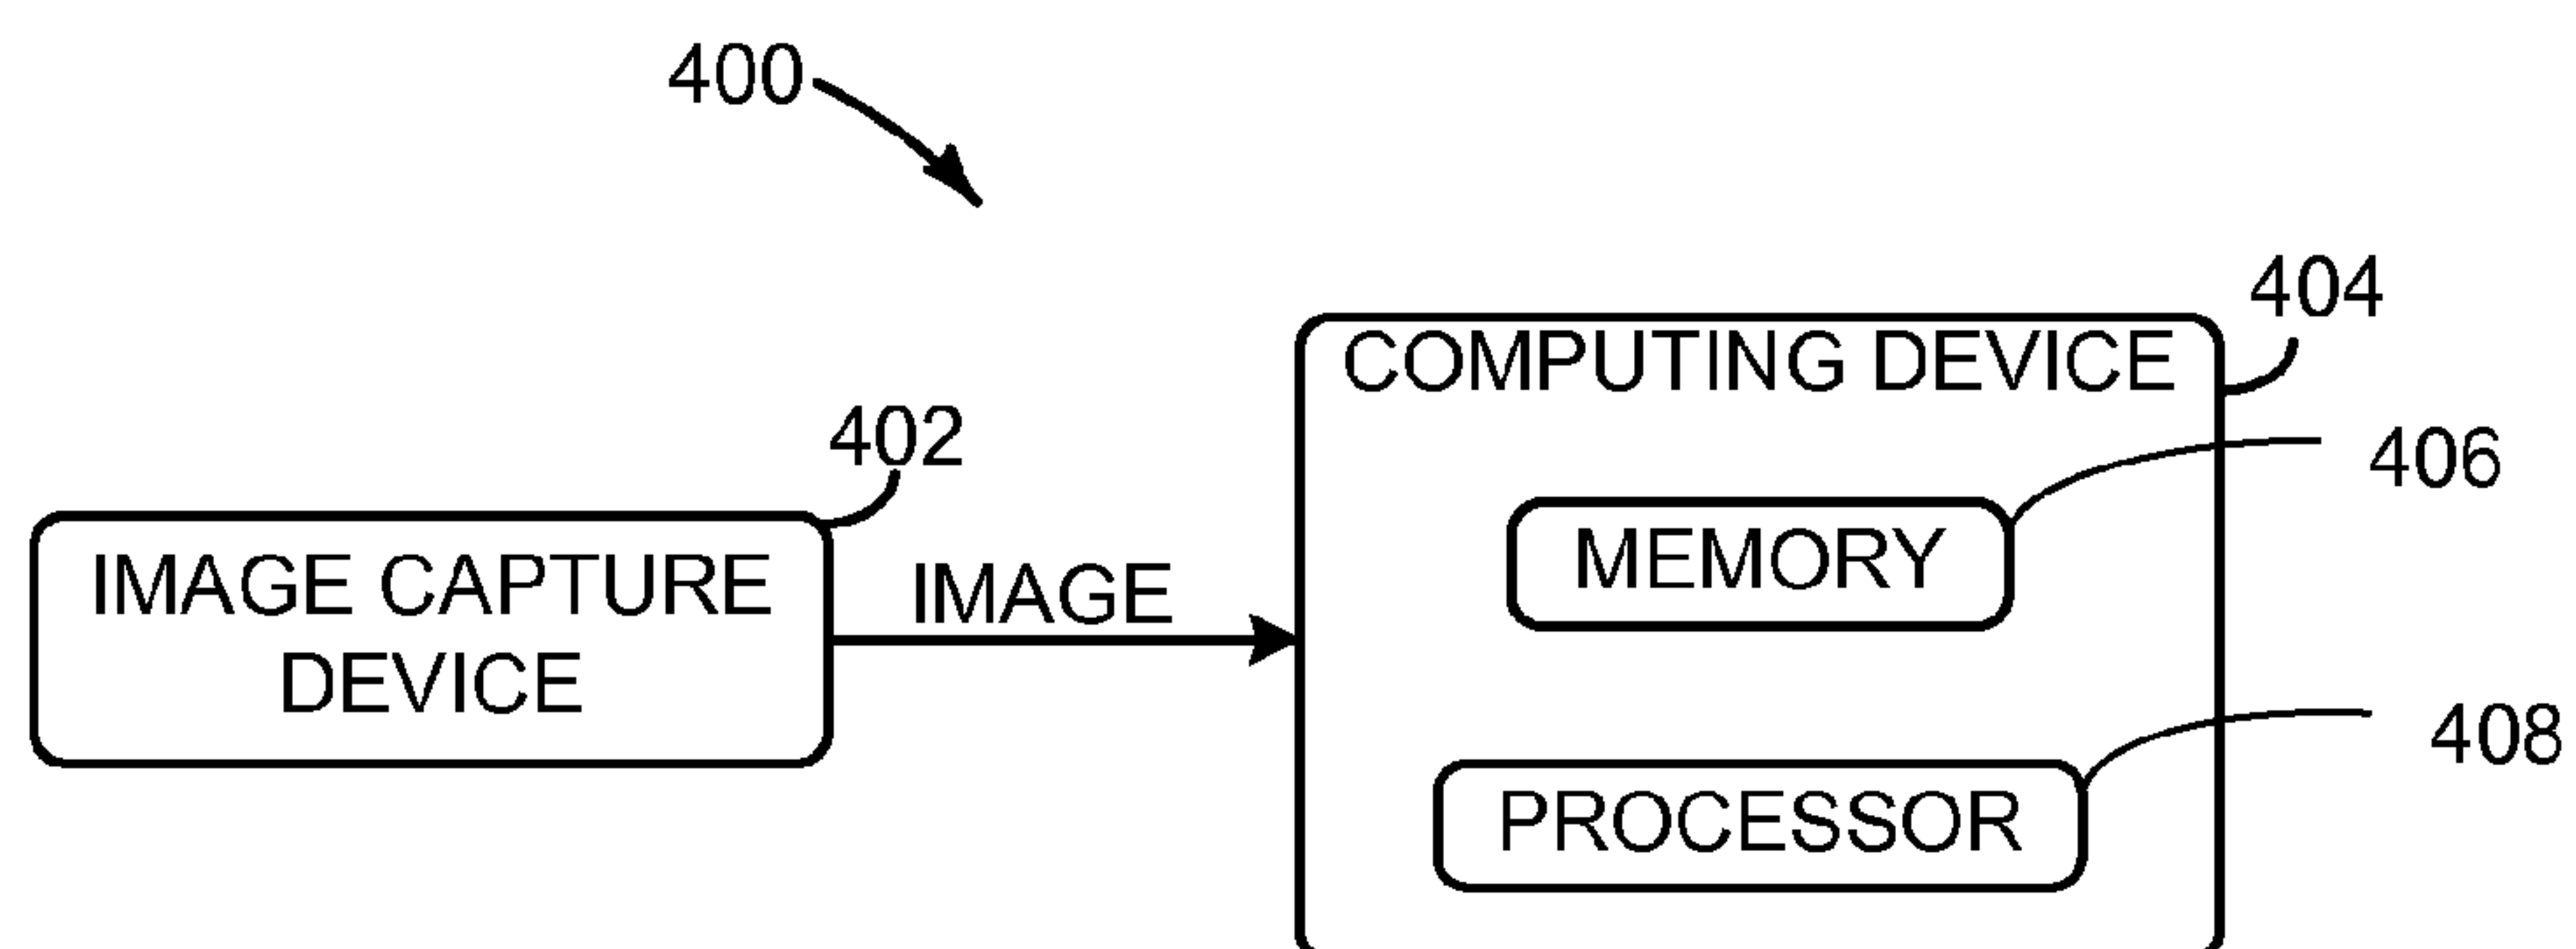 400
404
COMPUTING DEVICE
402
406
IMAGE CAPTURE
DEVICE
IMAGE
MEMORY
408
PROCESSOR